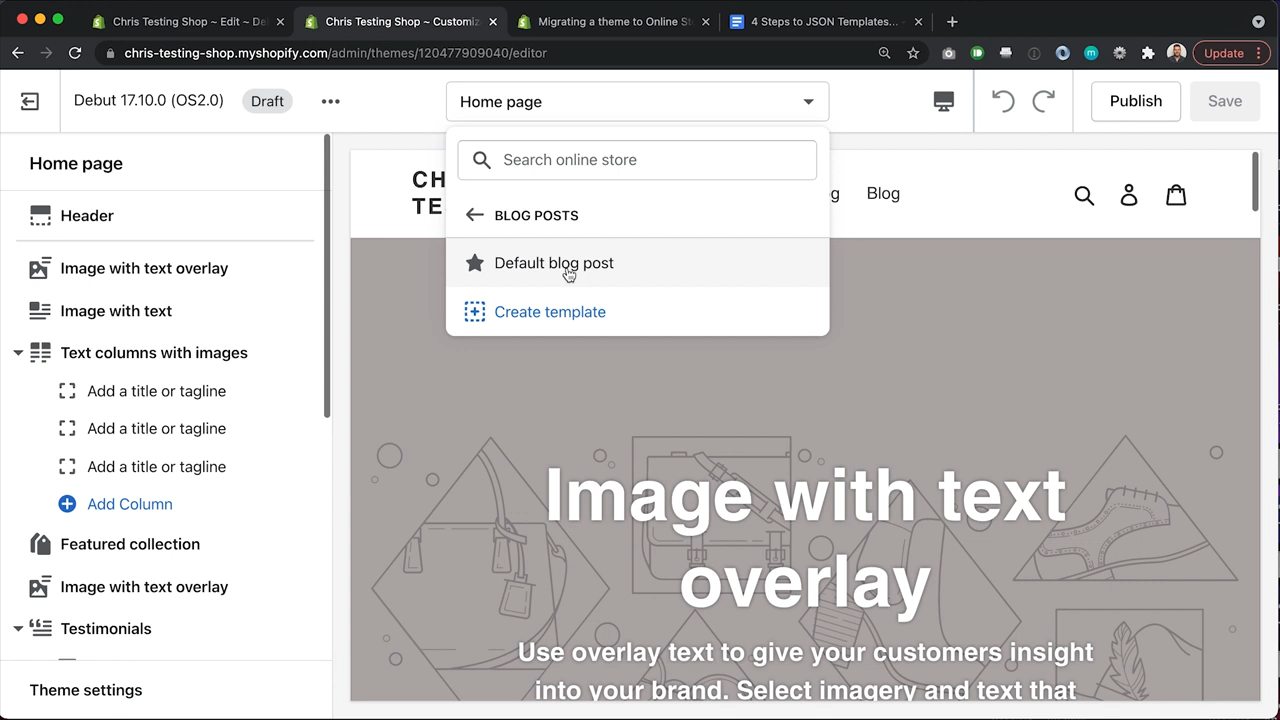 Chris Testing Shop ~ Edit ~ De
Chris Testing Shop ~ Customiz
Migrating a theme to Online St
4 Steps to JSON Templates... -
chris-testing-shop.myshopify.com/admin/themes/120477909040/editor
Update
Debut 17.10.0 (OS2.0)
Draft
Home page
Publish
Save
Home page
Header
Image with text overlay
Image with text
Text columns with images
Add a title or tagline
Add a title or tagline
Add a title or tagline
Add Column
Featured collection
Image with text overlay
Testimonials
Theme settings
Search online store
BLOG POSTS
Default blog post
Create template
CH
TE
g
Blog
Image with text
overlay
Use overlay text to give your customers insight
into your brand. Select imagery and text that